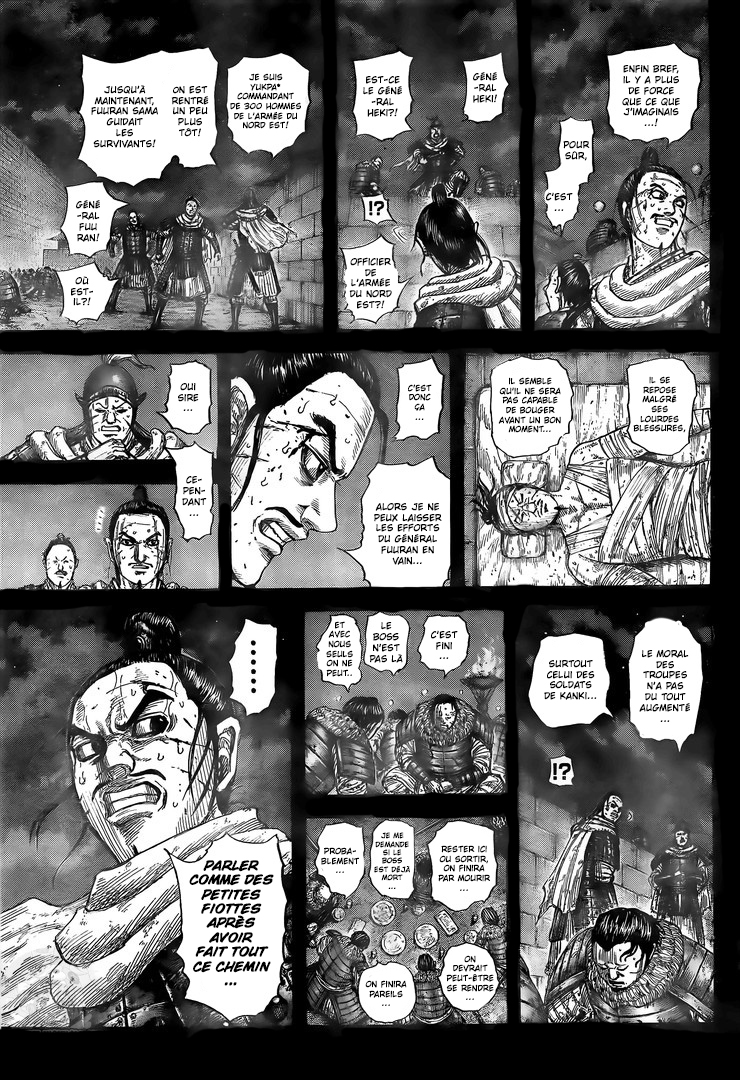 ENFIN BREF,
IL Y A PLUS
DE FORCE
QUE CE QUE
J'IMAGINAIS
...!
POUR
SÛR,
C'EST
...
GÉNÉ
-RAL
HEKI!
EST-CE
LE GÉNÉ
-RAL
HEKI?!
!?
OFFICIER
DE
L'ARMÉE
DU NORD
EST?!
JE SUIS
YUKPA*
COMMANDANT
DE 300 HOMMES
DE L'ARMÉE DU
NORD EST!
ON EST
RENTRÉ
UN PEU
PLUS
TÔT!
JUSQU'À
MAINTENANT,
FUURAN SAMA
GUIDAIT
LES
SURVIVANTS!
GÉNÉ
-RAL
FUU
RAN!
OÙ
EST-
IL?!
IL SE
REPOSE
MALGRÉ
SES
LOURDES
BLESSURES,
IL SEMBLE
QU'IL NE SERA
PAS CAPABLE
DE BOUGER
AVANT UN BON
MOMENT...
C'EST
DONC
ÇA
...
ALORS JE NE
PEUX LAISSER
LES EFFORTS
DU GÉNÉRAL
FUURAN EN
VAIN...
OUI
SIRE
...
CE-
PEN-
DANT
...
LE MORAL
DES
TROUPES
N'A PAS
DU TOUT
AUGMENTÉ
...
SURTOUT
CELUI DES
SOLDATS
DE KANKI...
!?
C'EST
FINI
...
LE
BOSS
N'EST
PAS LÀ
...
ET
AVEC
NOUS
SEULS
ON NE
PEUT..
RESTER ICI
OU SORTIR,
ON FINIRA
PAR MOURIR
...
JE ME
DEMANDE SI
LE BOSS
EST DÉJÀ
MORT ...
PROBA-
BLEMENT
...
ON
DEVRAIT
PEUT-ÊTRE
SE RENDRE
...
ON FINIRA
PAREILS
...
......
PARLER
COMME DES
PETITES
FIOTTES
APRÈS
AVOIR
FAIT TOUT
CE CHEMIN
...